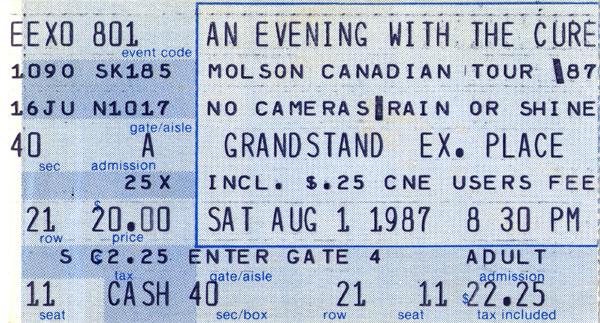 EEXO 801 AN EVENING WITH THE CURE
event code
1090 SK185 MOLSON CANADIAN TOUR '87
16JU N1017 NO CAMERAS RAIN OR SHINE
gate/aisle
40 A GRANDSTAND EX. PLACE
sec admission
25X INCL. $.25 CNE USERS FEE
21 $20.00 SAT AUG 1 1987 8 30 PM
row price
S C2.25 ENTER GATE 4 ADULT
tax gate/aisle admission
11 CASH 40 21 11 $22.25
seat sec/box row seat tax included